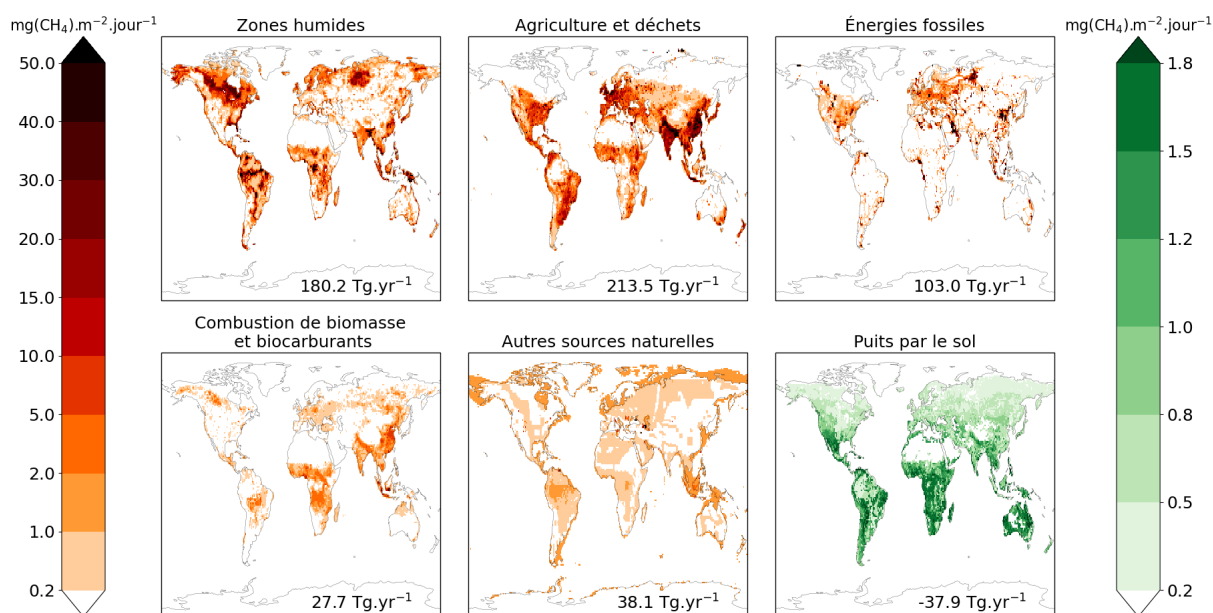 mg(CH₄).m⁻².jour⁻¹
50.0
40.0
30.0
20.0
15.0
10.0
5.0
2.0
1.0
0.2
Zones humides
180.2 Tg.yr⁻¹
Agriculture et déchets
213.5 Tg.yr⁻¹
Énergies fossiles
103.0 Tg.yr⁻¹
Combustion de biomasse
et biocarburants
27.7 Tg.yr⁻¹
Autres sources naturelles
38.1 Tg.yr⁻¹
Puits par le sol
-37.9 Tg.yr⁻¹
mg(CH₄).m⁻².jour⁻¹
1.8
1.5
1.2
1.0
0.8
0.5
0.2